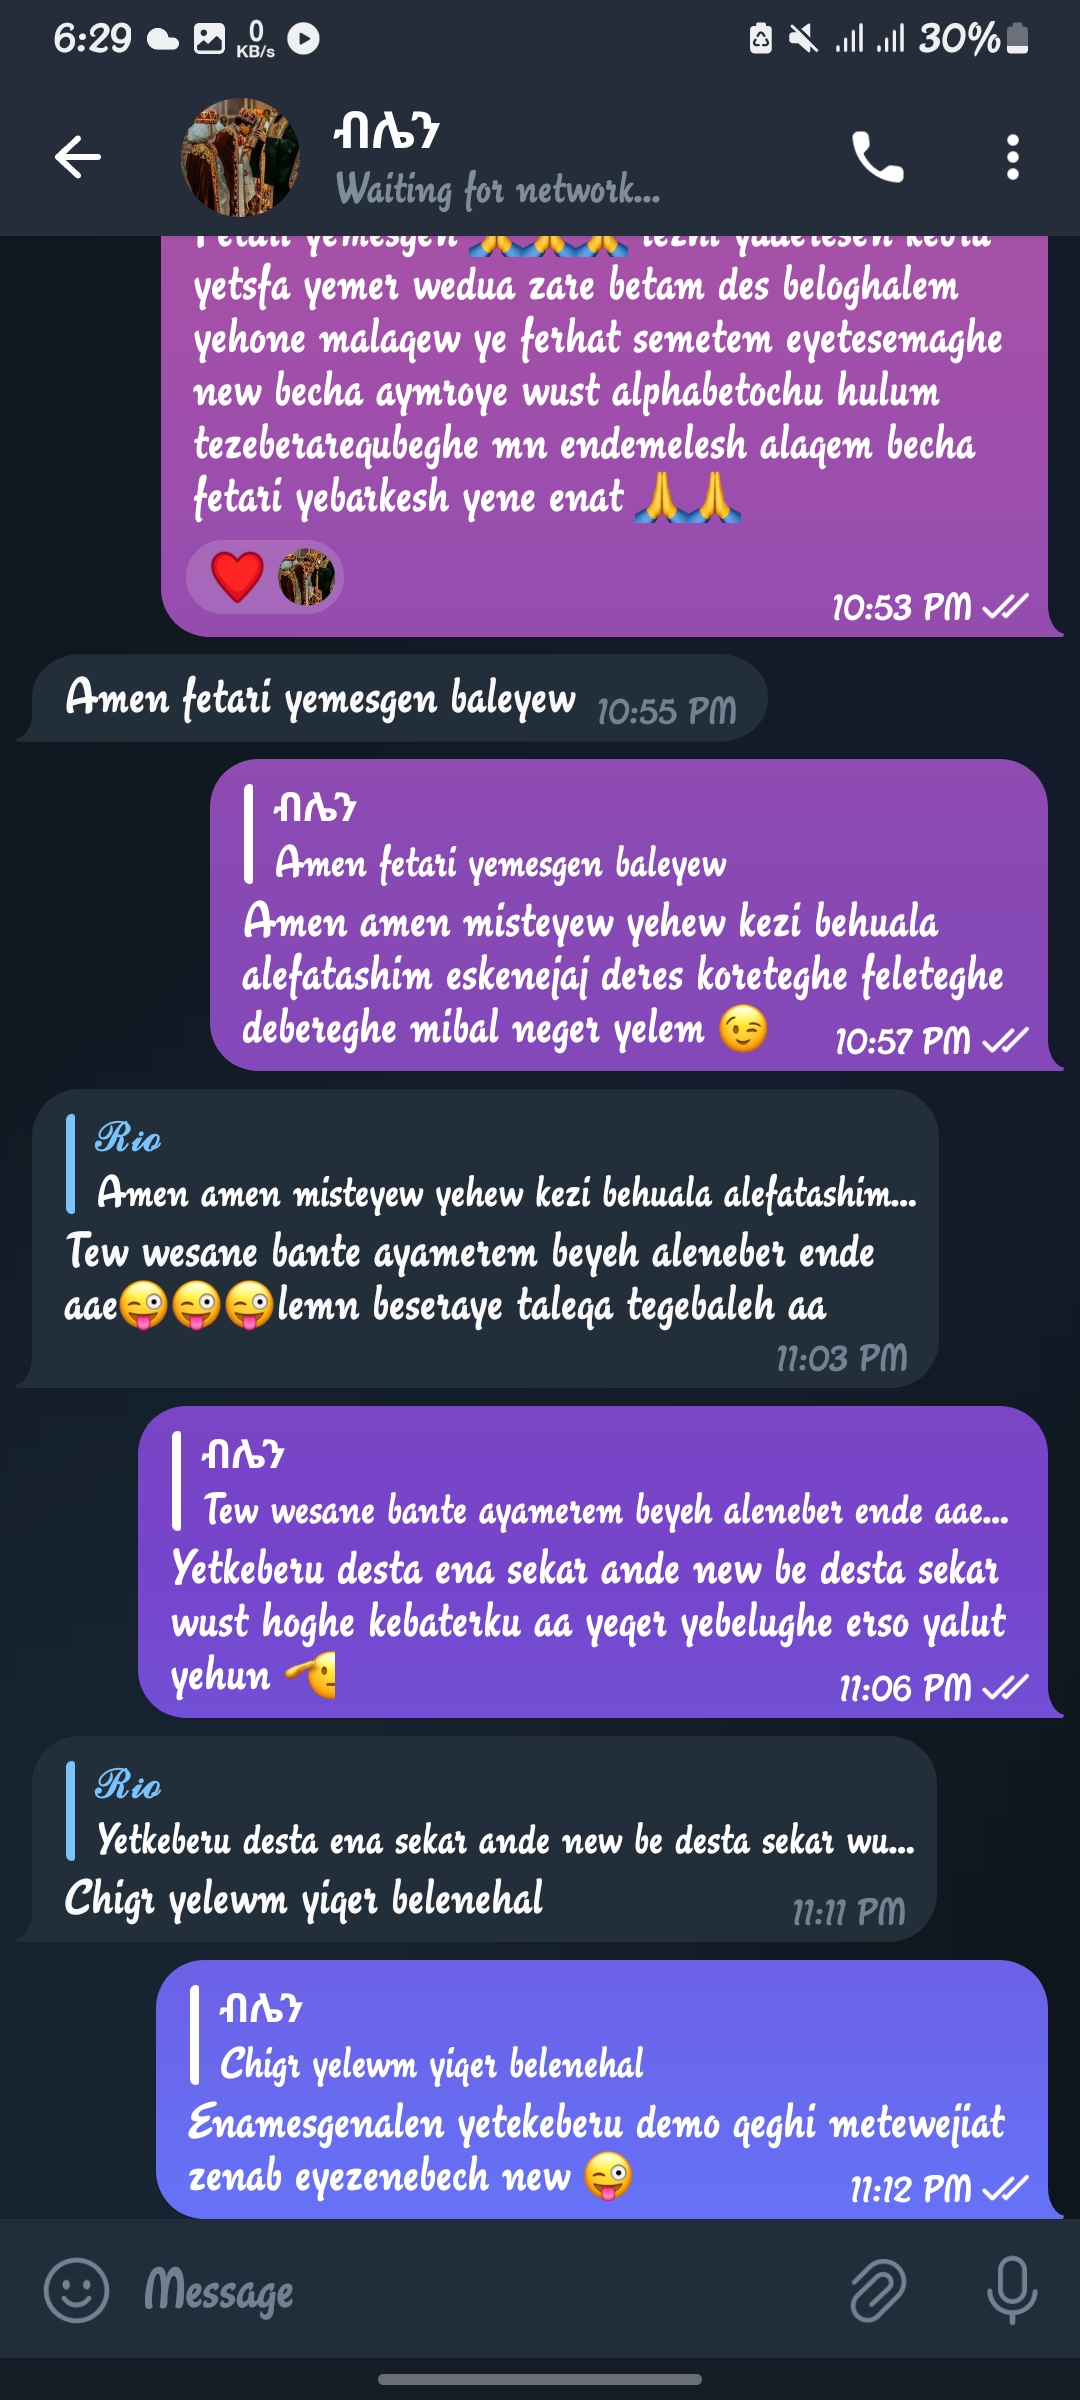 6:29
0
KB/s
30%
ብሌን
Waiting for network...
Fetari yemesgen 🙏🙏🙏
yetsfa yemer wedua zare betam des beloghalem
yehone malaqew ye ferhat semetem eyetesemaghe
new becha aymroye wust alphabetochu hulum
tezeberarequbeghe mn endemelesh alaqem becha
fetari yebarkesh yene enat 🙏🙏
❤️
10:53 PM
Amen fetari yemesgen baleyew 10:55 PM
ብሌን
Amen fetari yemesgen baleyew
Amen amen misteyew yehew kezi behuala
alefatashim eskenejaj deres koreteghe feleteghe
debereghe mibal neger yelem 😉 10:57 PM
Rio
Amen amen misteyew yehew kezi behuala alefatashim...
Tew wesane bante ayamerem beyeh aleneber ende
aae😜😜😜lemn beseraye taleqa tegebaleh aa
11:03 PM
ብሌን
Tew wesane bante ayamerem beyeh aleneber ende aae...
Yetkeberu desta ena sekar ande new be desta sekar
wust hoghe kebaterku aa yeqer yebelughe erso yalut
yehun 11:06 PM
Rio
Yetkeberu desta ena sekar ande new be desta sekar wu...
Chigr yelewm yiqer belenehal
11:11 PM
ብሌን
Chigr yelewm yiqer belenehal
Enamesgenalen yetekeberu demo qeghi metewejiat
zenab eyezenebech new 😜 11:12 PM
Message